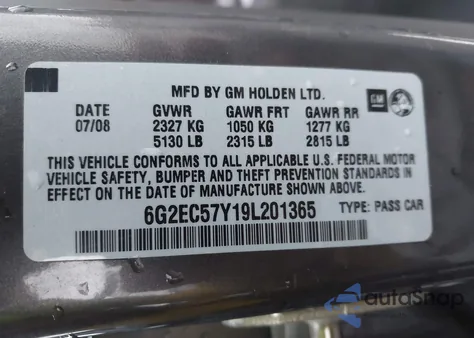 MFD BY GM HOLDEN LTD.
GM
DATE GVWR GAWR FRT GAWR RR
07/08 2327 KG 1050 KG 1277 KG
5130 LB 2315 LB 2815 LB
THIS VEHICLE CONFORMS TO ALL APPLICABLE U.S. FEDERAL MOTOR
VEHICLE SAFETY, BUMPER AND THEFT PREVENTION STANDARDS IN
EFFECT ON THE DATE OF MANUFACTURE SHOWN ABOVE.
6G2EC57Y19L201365 TYPE: PASS CAR
autoSnap